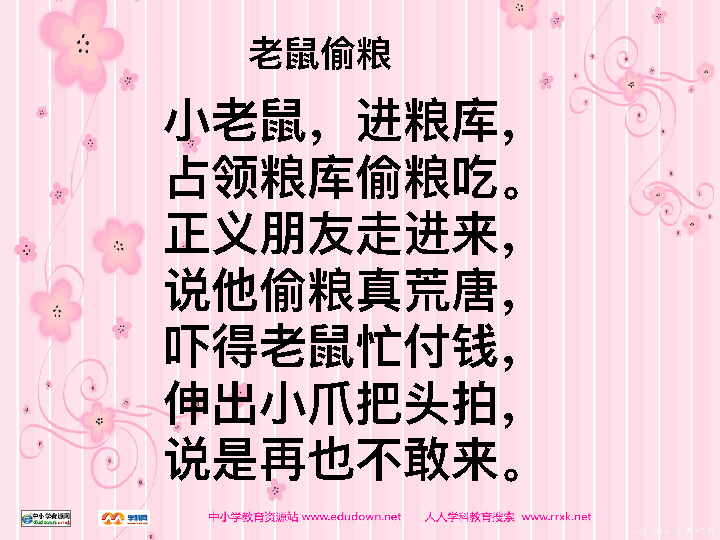 老鼠偷粮
小老鼠，进粮库，
占领粮库偷粮吃。
正义朋友走进来，
说他偷粮真荒唐，
吓得老鼠忙付钱，
伸出小爪把头拍，
说是再也不敢来。
中小学教育资源站 www.edudown.net 人人学科教育搜索 www.rrxk.net